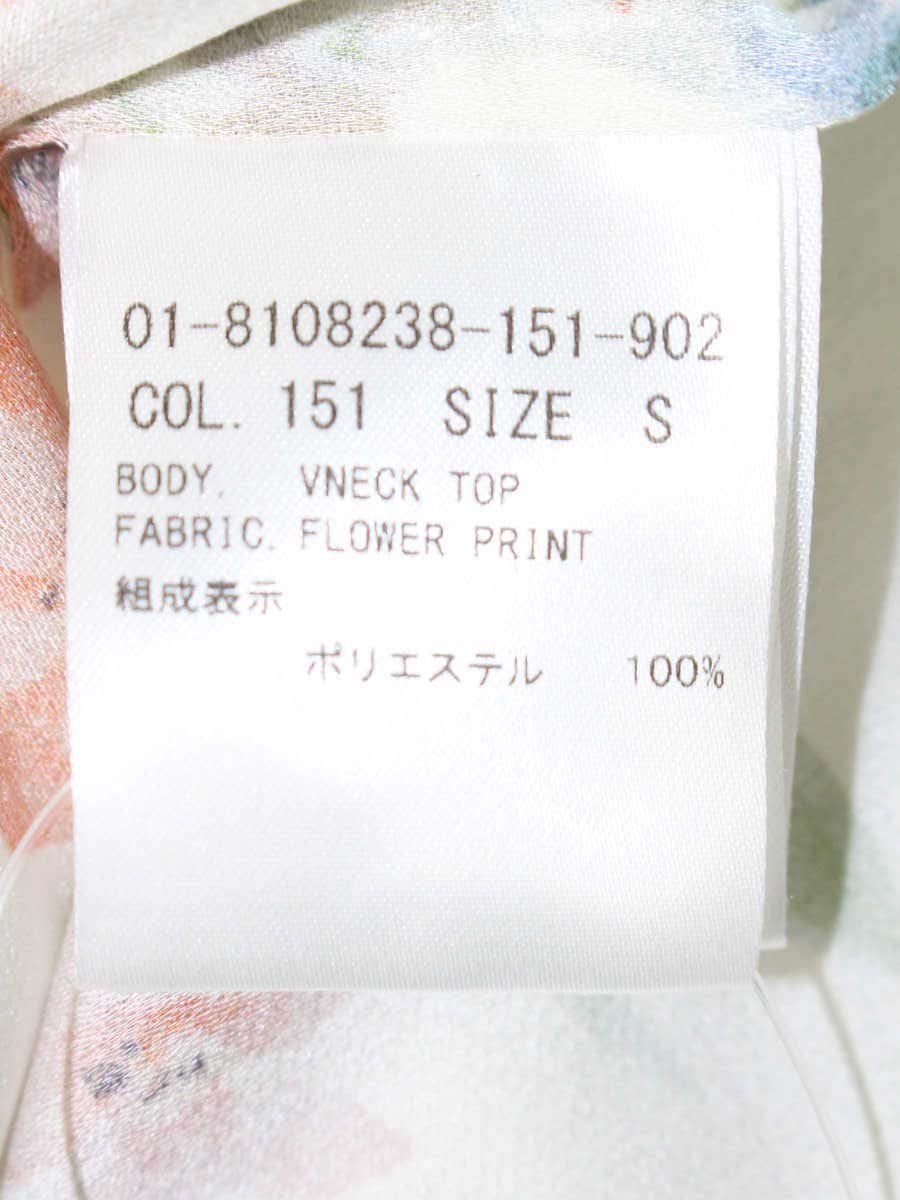 01-8108238-151-902
COL. 151 SIZE S
BODY. VNECK TOP
FABRIC. FLOWER PRINT
組成表示
ポリエステル 100%